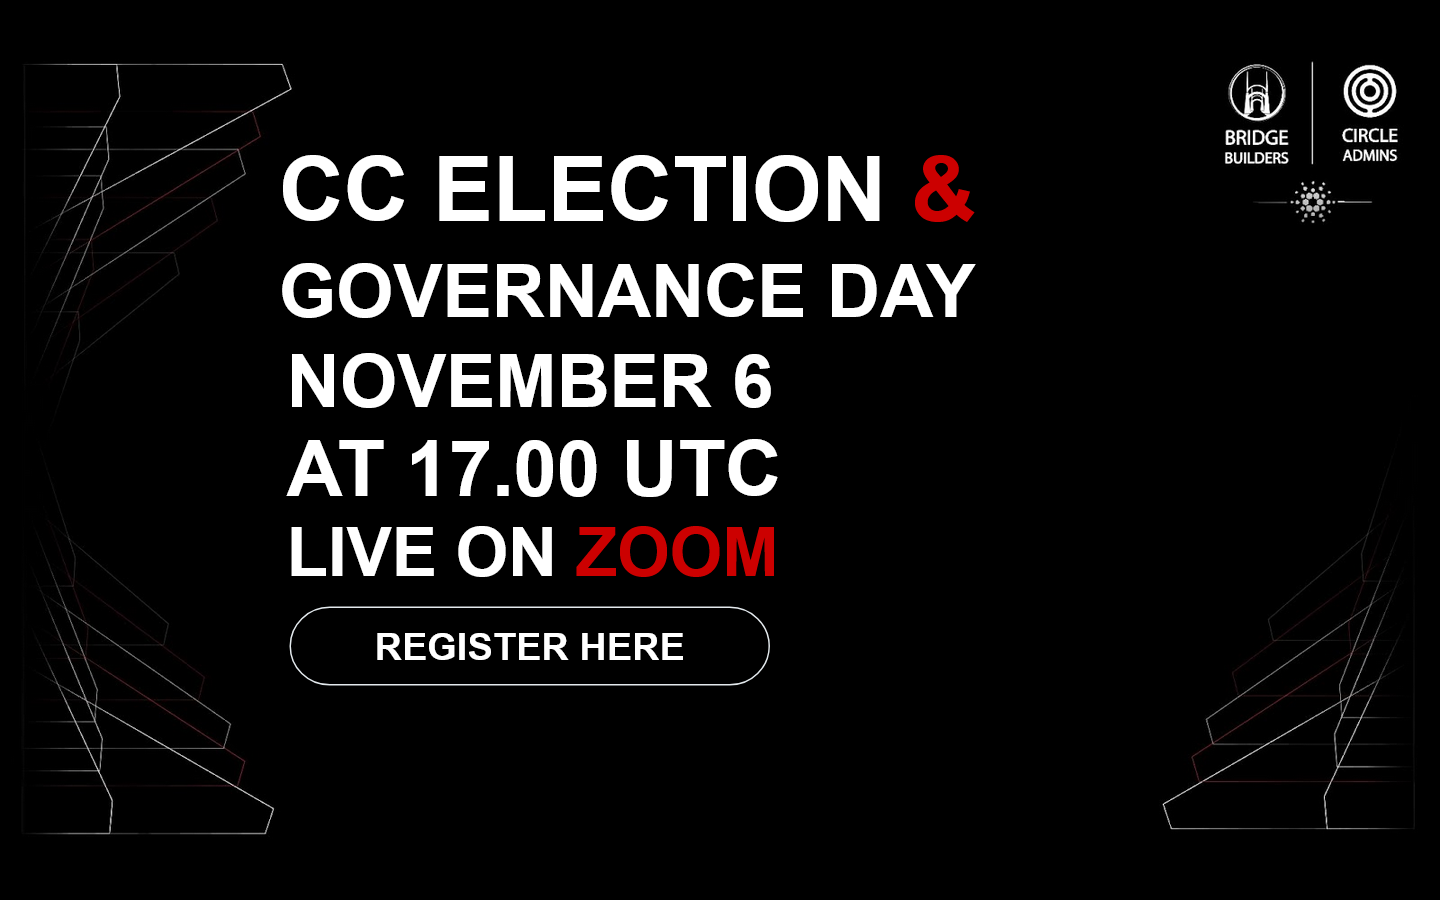 BRIDGE
BUILDERS
CIRCLE
ADMINS
CC ELECTION &
GOVERNANCE DAY
NOVEMBER 6
AT 17.00 UTC
LIVE ON ZOOM
REGISTER HERE